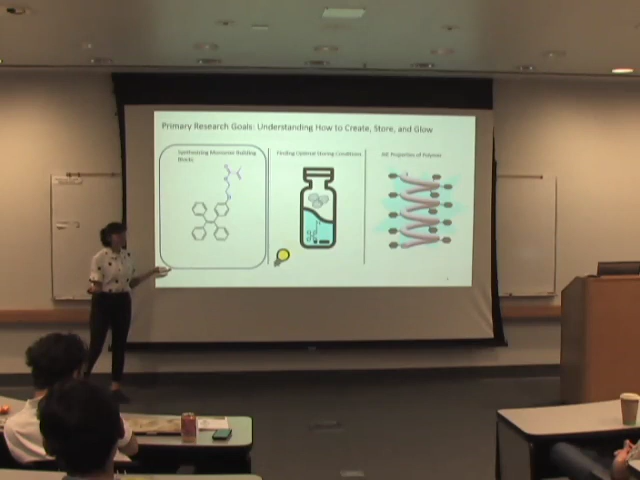 Primary Research Goals: Understanding How to Create, Store, and Glow
Synthesizing Monomer Building
Blocks
Finding Optimal Storing Conditions
AIE Properties of Polymer